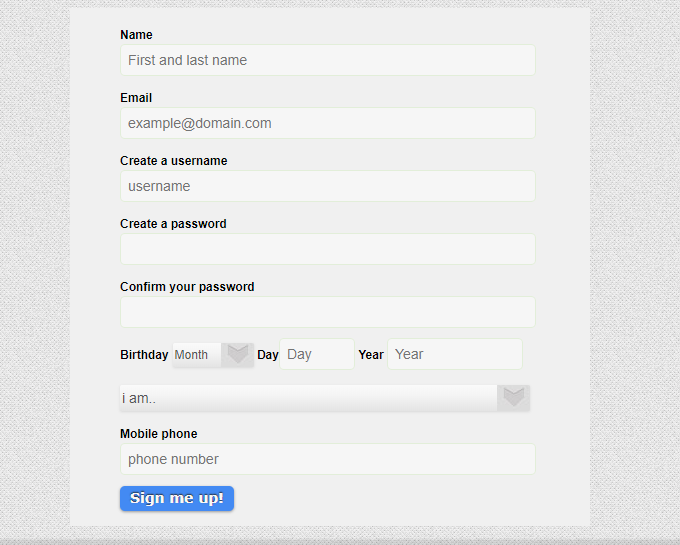 Name
First and last name
Email
example@domain.com
Create a username
username
Create a password
Confirm your password
Birthday Month Day Day Year Year
i am..
Mobile phone
phone number
Sign me up!